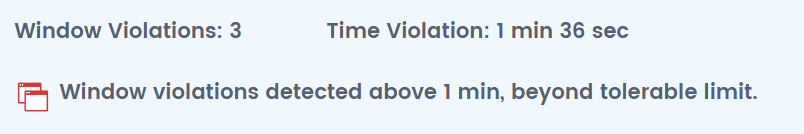 Window Violations: 3 Time Violation: 1 min 36 sec
Window violations detected above 1 min, beyond tolerable limit.